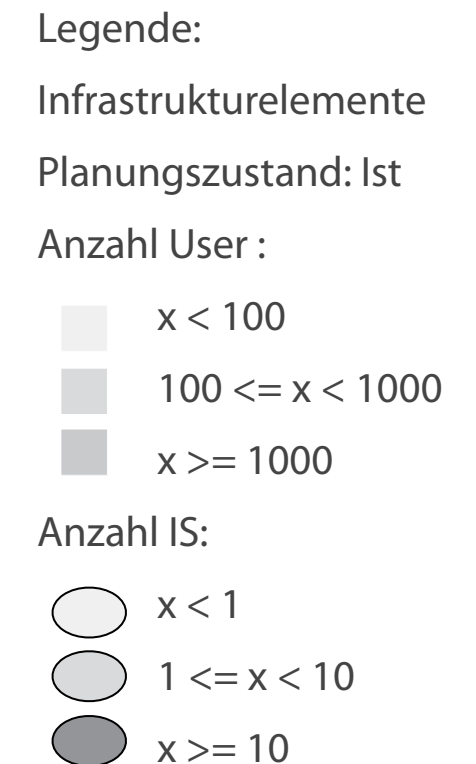 Legende:
Infrastrukturelemente
Planungszustand: Ist
Anzahl User :
x < 100
100 <= x < 1000
x >= 1000
Anzahl IS:
x < 1
1 <= x < 10
x >= 10